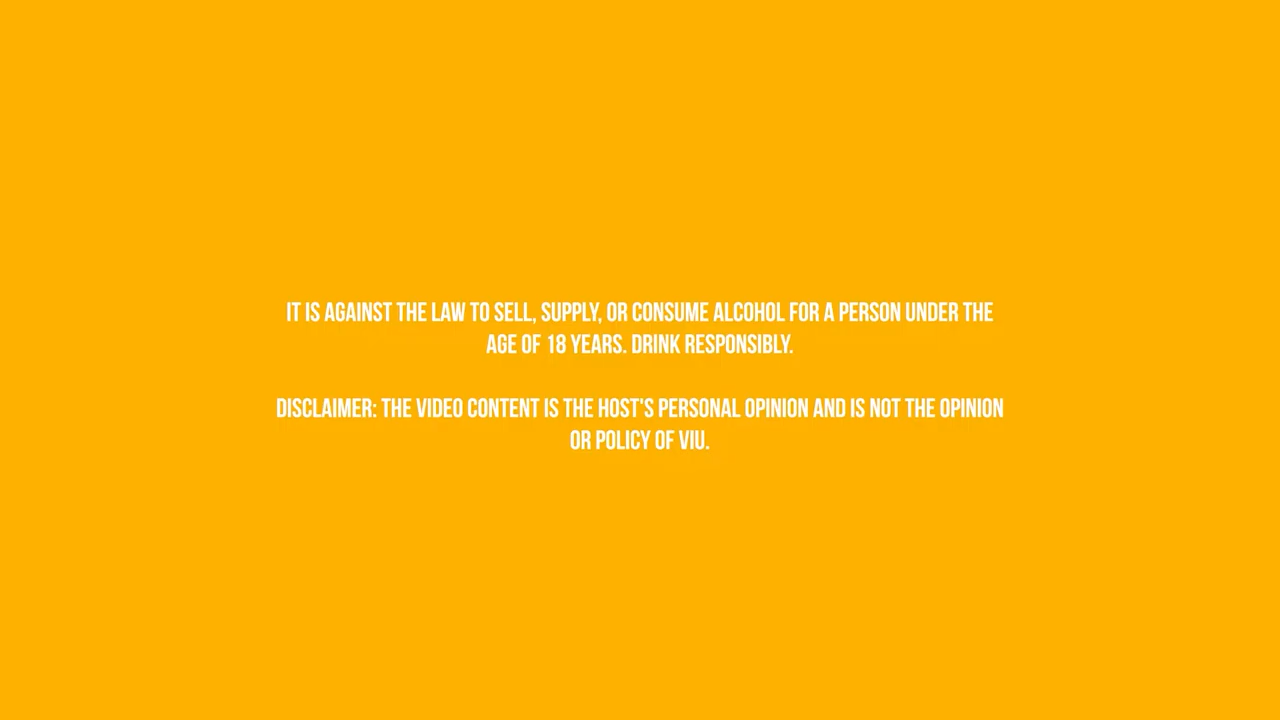 IT IS AGAINST THE LAW TO SELL, SUPPLY, OR CONSUME ALCOHOL FOR A PERSON UNDER THE
AGE OF 18 YEARS. DRINK RESPONSIBLY.
DISCLAIMER: THE VIDEO CONTENT IS THE HOST'S PERSONAL OPINION AND IS NOT THE OPINION
OR POLICY OF VIU.